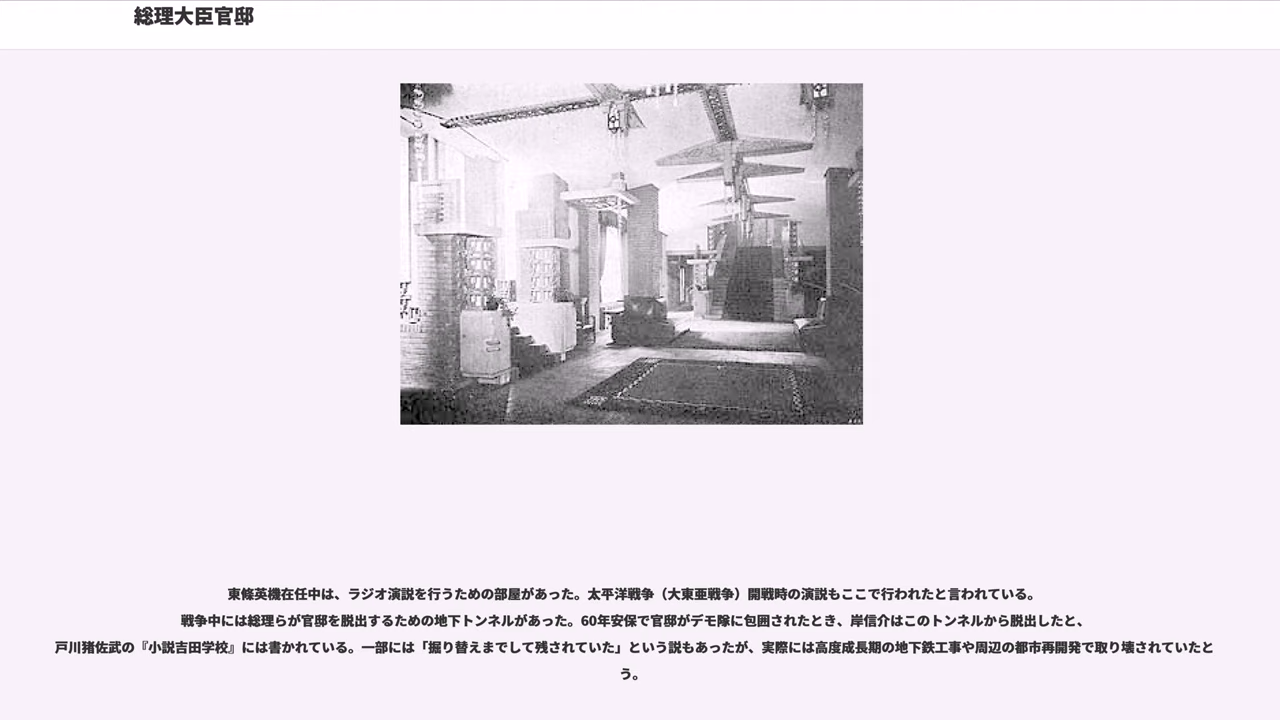 総理大臣官邸
東條英機在任中は、ラジオ演説を行うための部屋があった。太平洋戦争（大東亜戦争）開戦時の演説もここで行われたと言われている。
戦争中には総理らが官邸を脱出するための地下トンネルがあった。60年安保で官邸がデモ隊に包囲されたとき、岸信介はこのトンネルから脱出したと、
戸川猪佐武の『小説吉田学校』には書かれている。一部には「掘り替えまでして残されていた」という説もあったが、実際には高度成長期の地下鉄工事や周辺の都市再開発で取り壊されていたと
う。